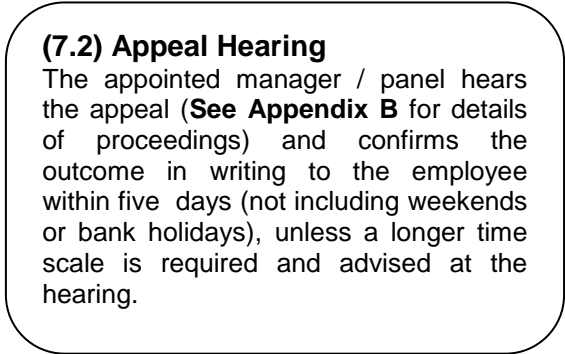 (7.2) Appeal Hearing
The appointed manager / panel hears
the appeal (See Appendix B for details
of proceedings) and confirms the
outcome in writing to the employee
within five days (not including weekends
or bank holidays), unless a longer time
scale is required and advised at the
hearing.